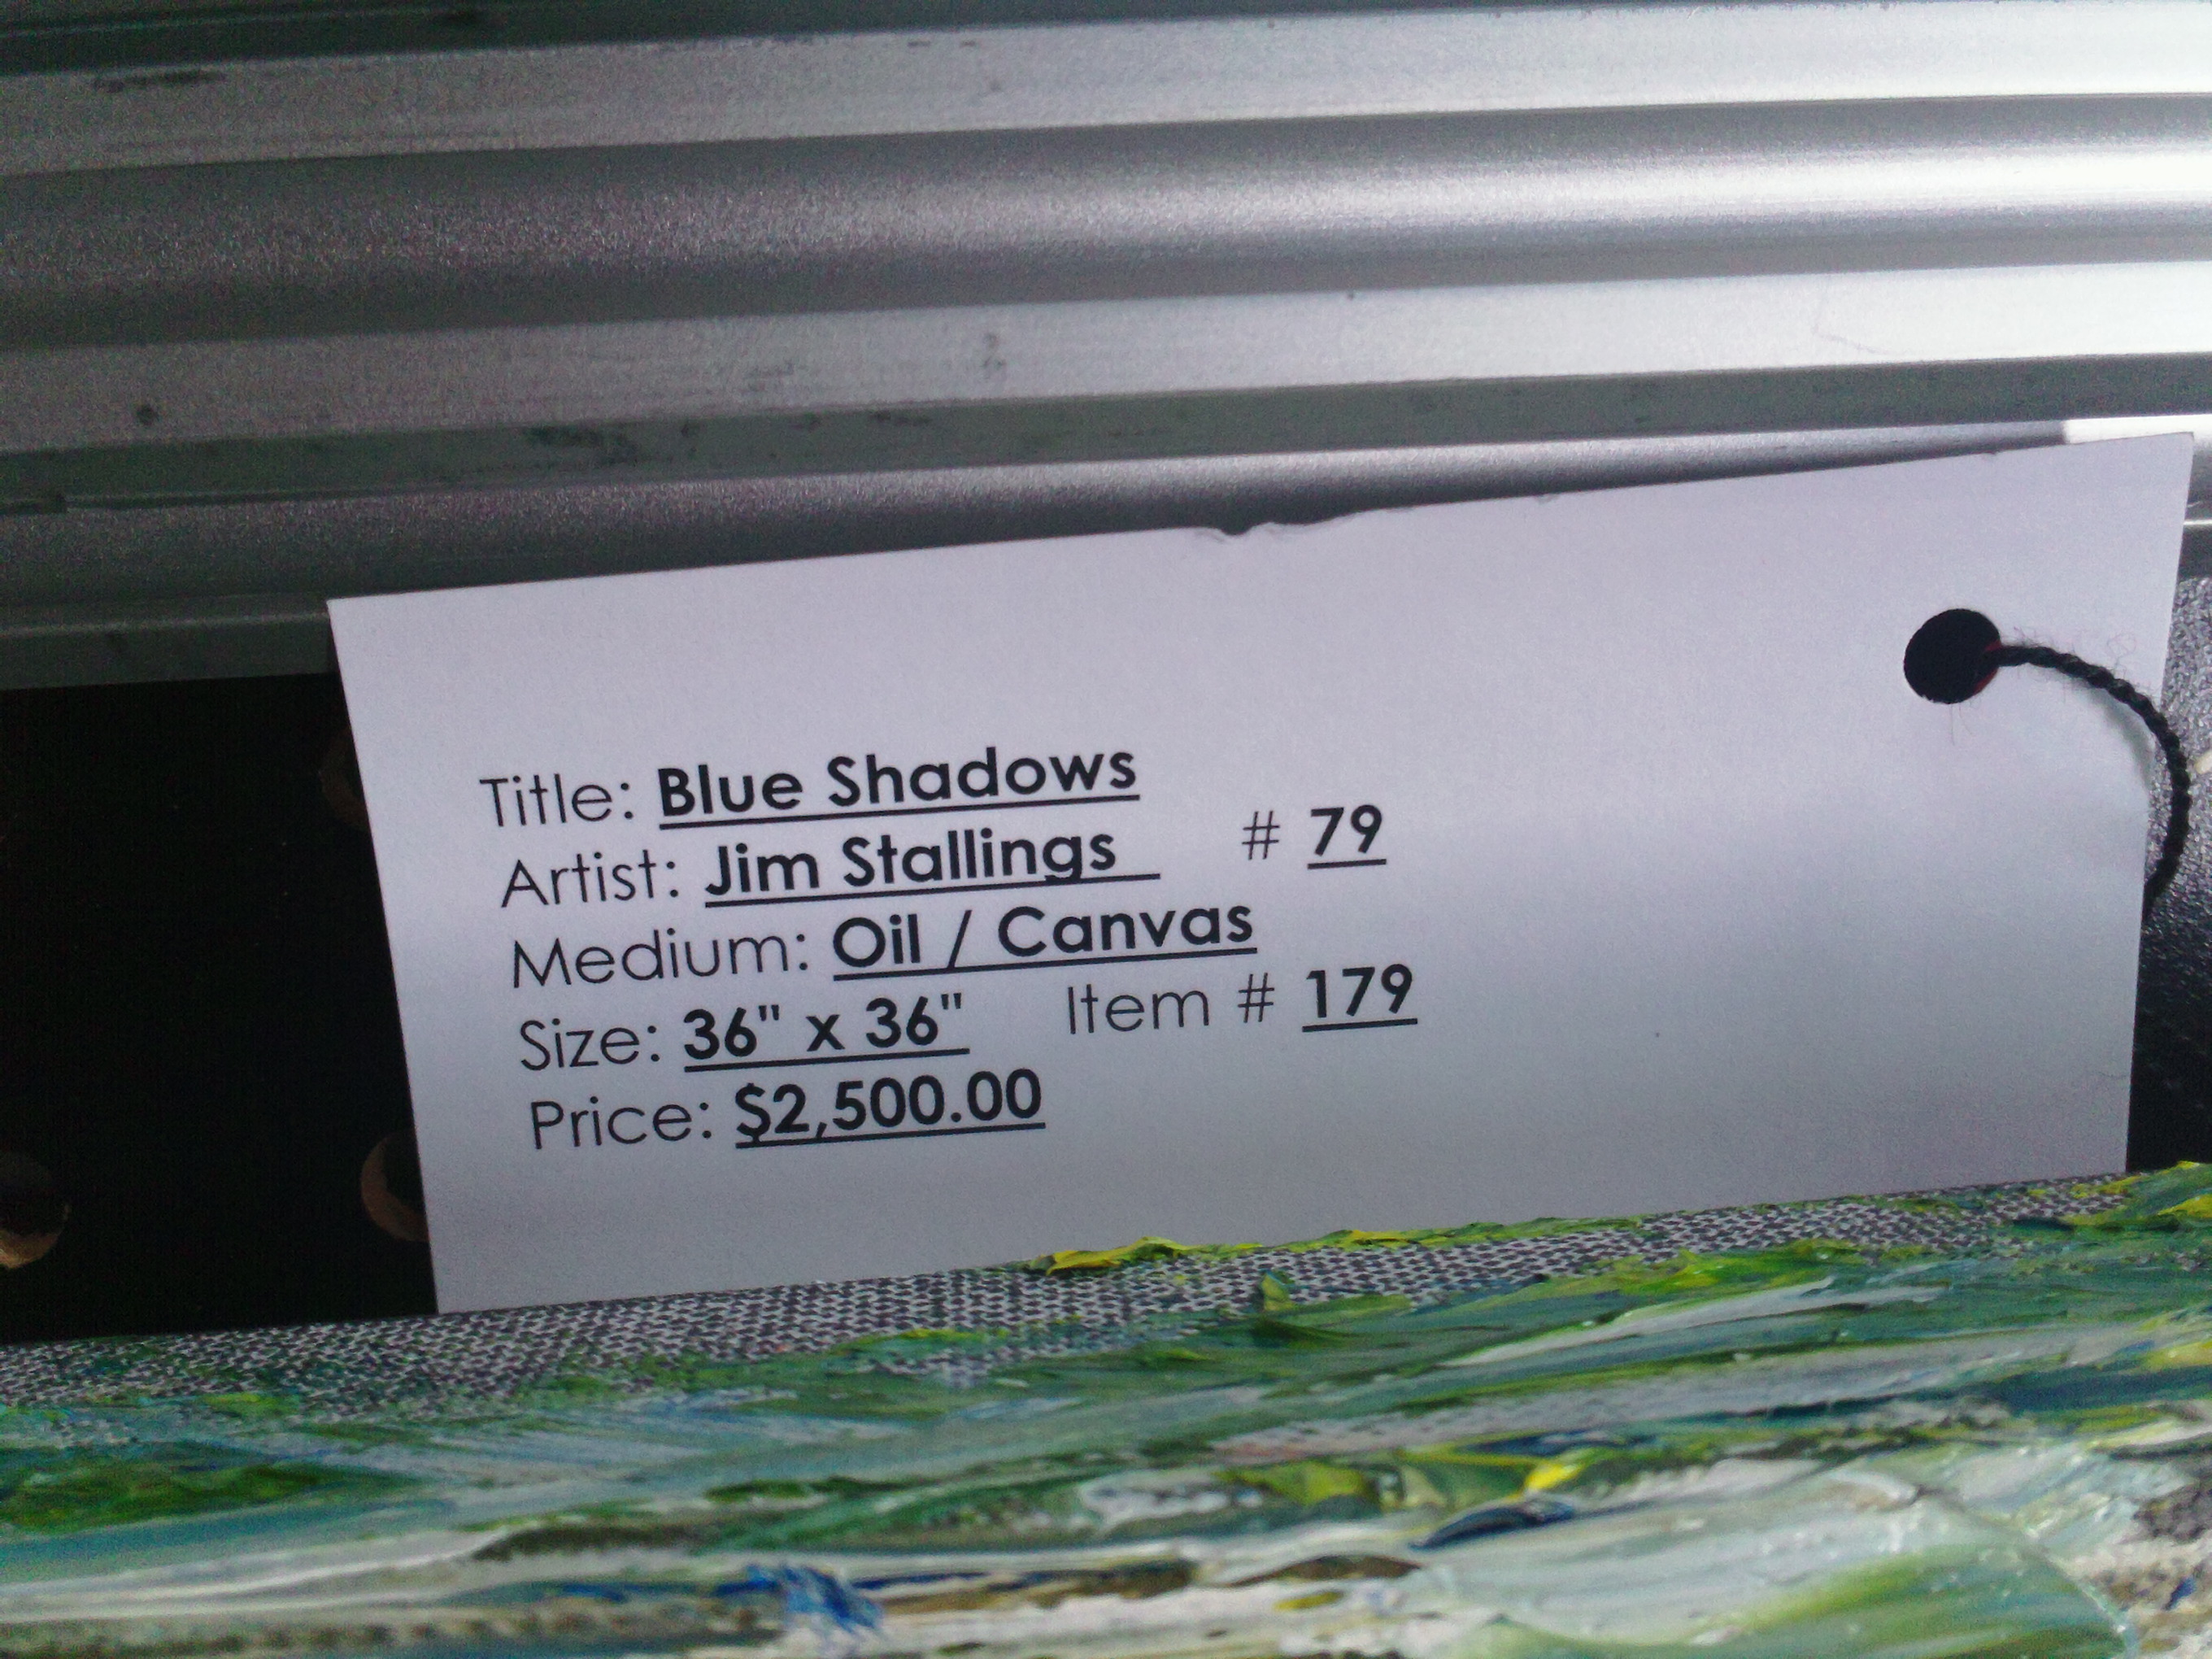 Title: Blue Shadows
Artist: Jim Stallings # 79
Medium: Oil / Canvas
Size: 36" x 36" Item # 179
Price: $2,500.00